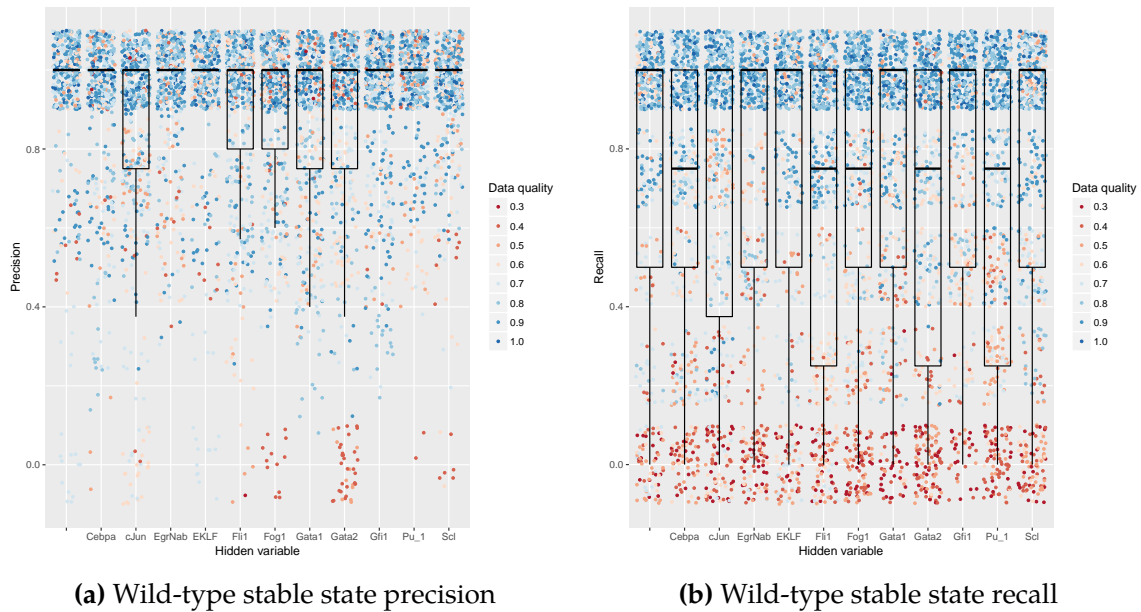 Precision
0.8
0.4
0.0
Cebpa cJun EgrNab EKLF Fli1 Fog1 Gata1 Gata2 Gfi1 Pu_1 Scl
Hidden variable
Data quality
0.3
0.4
0.5
0.6
0.7
0.8
0.9
1.0
(a) Wild-type stable state precision
Recall
0.8
0.4
0.0
Cebpa cJun EgrNab EKLF Fli1 Fog1 Gata1 Gata2 Gfi1 Pu_1 Scl
Hidden variable
Data quality
0.3
0.4
0.5
0.6
0.7
0.8
0.9
1.0
(b) Wild-type stable state recall